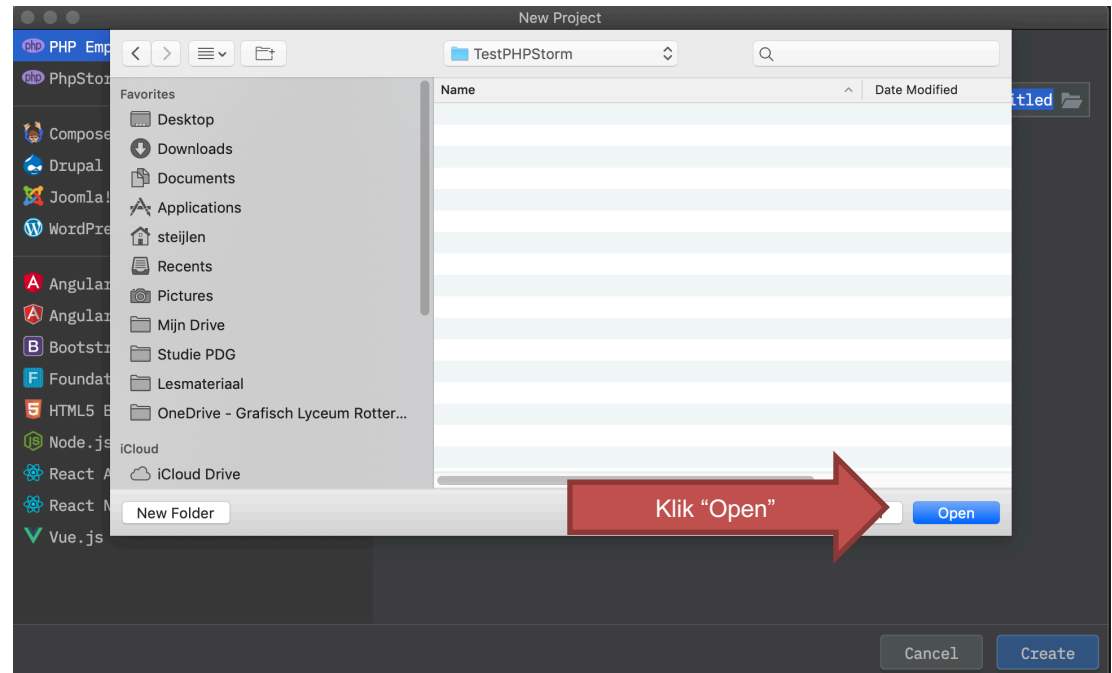 New Project
PHP Emp
PhpStor
Compose
Drupal
Joomla!
WordPre
Angular
Angular
Bootstr
Foundat
HTML5 B
Node.js
React A
React N
Vue.js
TestPHPStorm
itled
Favorites
Desktop
Downloads
Documents
Applications
steijlen
Recents
Pictures
Mijn Drive
Studie PDG
Lesmateriaal
OneDrive - Grafisch Lyceum Rotter...
iCloud
iCloud Drive
Name
Date Modified
New Folder
Klik “Open”
Open
Cancel
Create